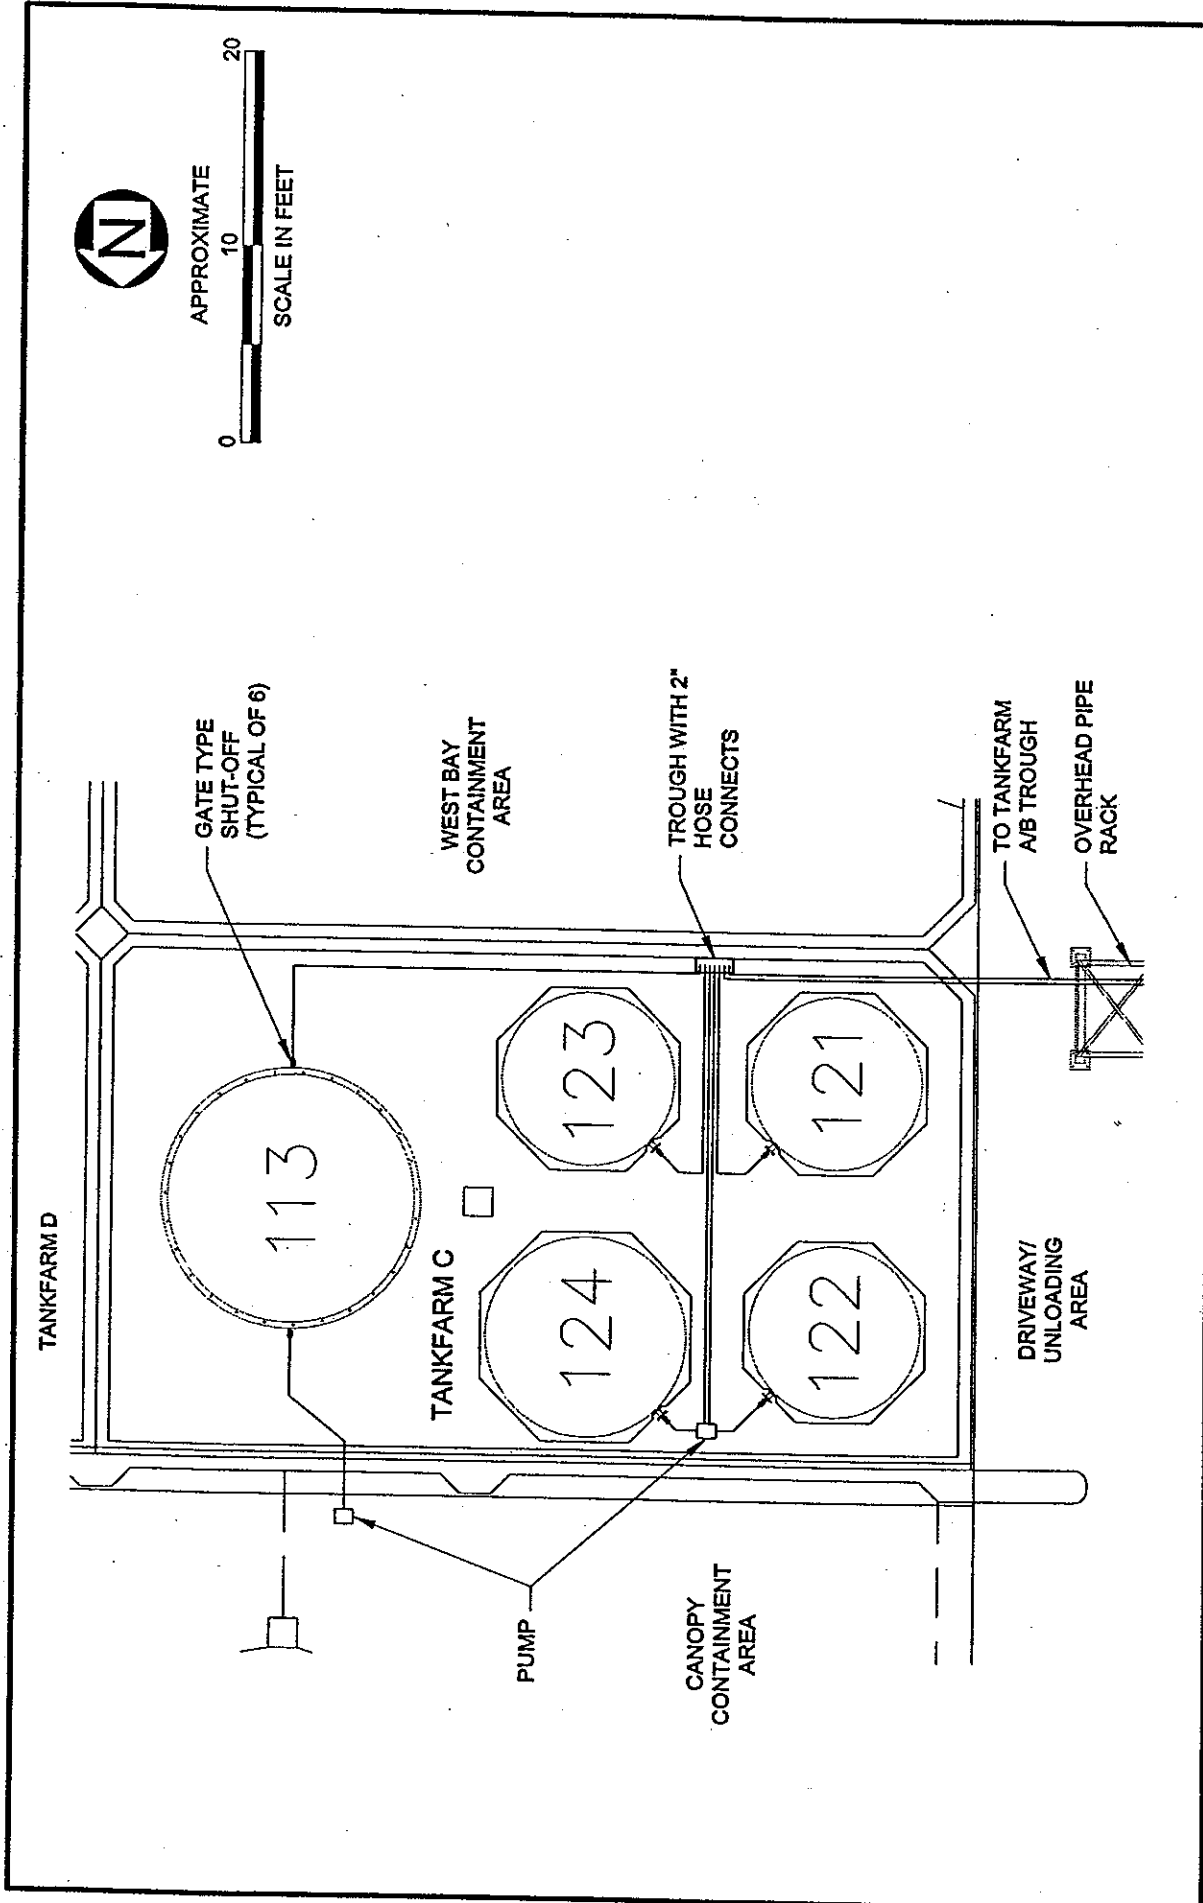 TANKFARM D
N
APPROXIMATE
0 10 20
SCALE IN FEET
GATE TYPE
SHUT-OFF
(TYPICAL OF 6)
113
WEST BAY
CONTAINMENT
AREA
TANKFARM C
124
123
TROUGH WITH 2"
HOSE
CONNECTS
PUMP
122
121
CANOPY
CONTAINMENT
AREA
DRIVEWAY/
UNLOADING
AREA
TO TANKFARM
A/B TROUGH
OVERHEAD PIPE
RACK